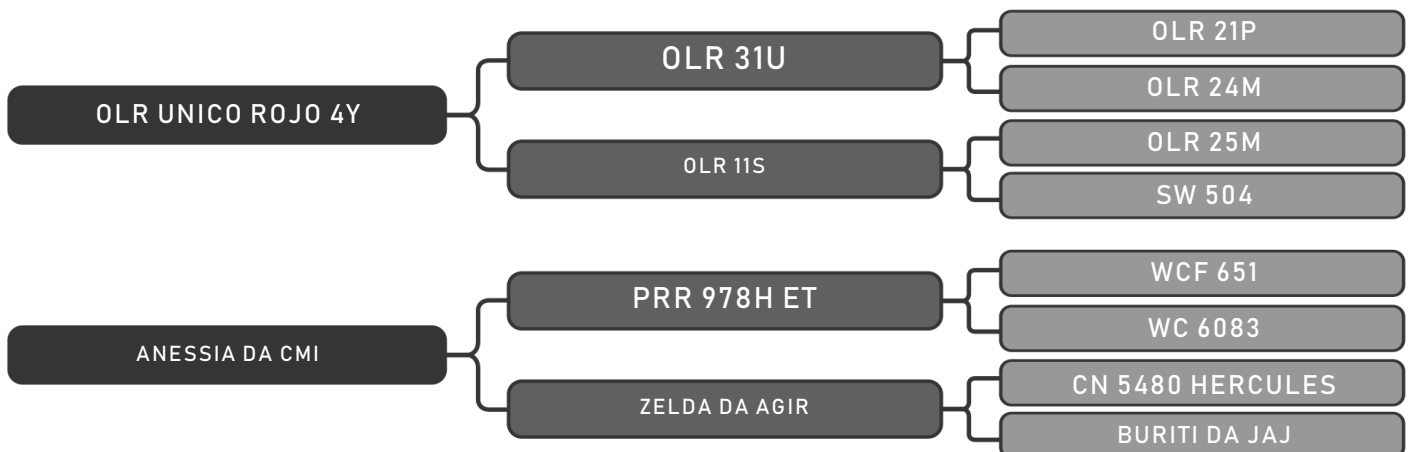 OLR UNICO ROJO 4Y
OLR 31U
OLR 21P
OLR 24M
OLR 11S
OLR 25M
SW 504
ANESSIA DA CMI
PRR 978H ET
WCF 651
WC 6083
ZELDA DA AGIR
CN 5480 HERCULES
BURITI DA JAJ